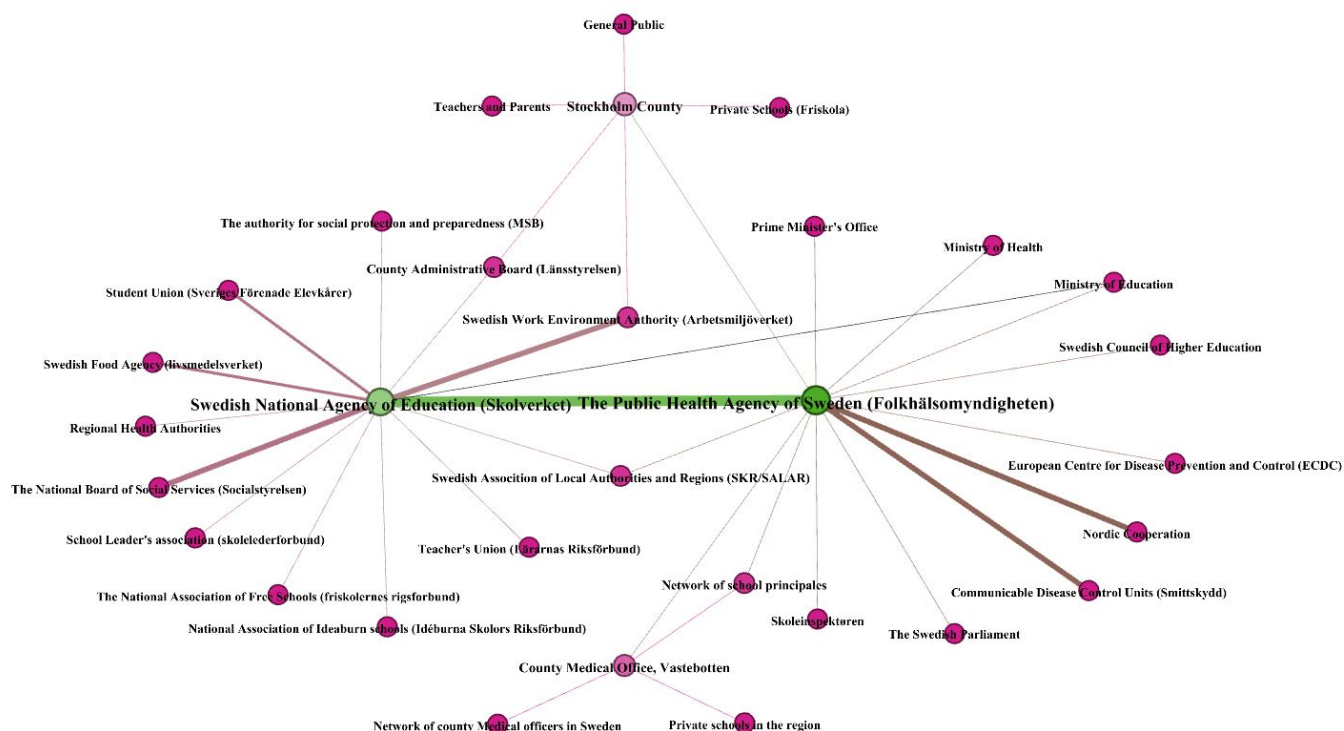 General Public
Teachers and Parents
Stockholm County
Private Schools (Friskola)
The authority for social protection and preparedness (MSB)
Prime Minister's Office
Ministry of Health
County Administrative Board (Länsstyrelsen)
Ministry of Education
Student Union (Sveriges Förenade Elevkårer)
Swedish Work Environment Authority (Arbetsmiljöverket)
Swedish Council of Higher Education
Swedish Food Agency (livsmedelsverket)
Swedish National Agency of Education (Skolverket)
The Public Health Agency of Sweden (Folkhälsomyndigheten)
Regional Health Authorities
European Centre for Disease Prevention and Control (ECDC)
Swedish Assocition of Local Authorities and Regions (SKR/SALAR)
The National Board of Social Services (Socialstyrelsen)
Nordic Cooperation
School Leader's association (skolelederforbund)
Teacher's Union (Lärarnas Riksförbund)
Network of school principales
Communicable Disease Control Units (Smittskydd)
The National Association of Free Schools (friskolernes rigsforbund)
Skoleinspektøren
National Association of Ideaburn schools (Idéburna Skolors Riksförbund)
The Swedish Parliament
County Medical Office, Vastebotten
Network of county Medical officers in Sweden
Private schools in the region